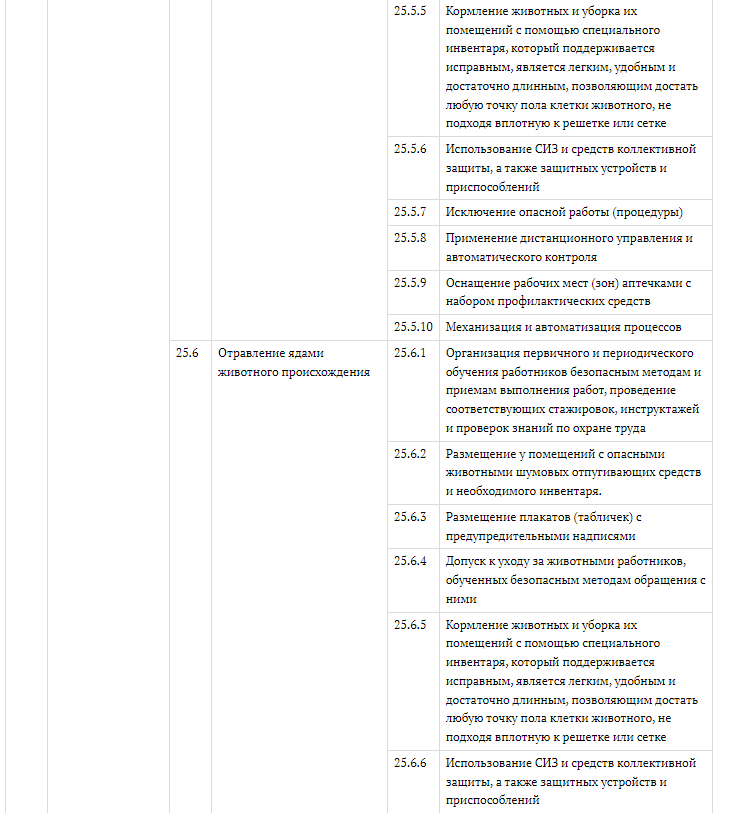 25.5.5 Кормление животных и уборка их
помещений с помощью специального
инвентаря, который поддерживается
исправным, является легким, удобным и
достаточно длинным, позволяющим достать
любую точку пола клетки животного, не
подходя вплотную к решетке или сетке
25.5.6 Использование СИЗ и средств коллективной
защиты, а также защитных устройств и
приспособлений
25.5.7 Исключение опасной работы (процедуры)
25.5.8 Применение дистанционного управления и
автоматического контроля
25.5.9 Оснащение рабочих мест (зон) аптечками с
набором профилактических средств
25.5.10 Механизация и автоматизация процессов
25.6 Отравление ядами
животного происхождения
25.6.1 Организация первичного и периодического
обучения работников безопасным методам и
приемам выполнения работ, проведение
соответствующих стажировок, инструктажей
и проверок знаний по охране труда
25.6.2 Размещение у помещений с опасными
животными шумовых отпугивающих средств
и необходимого инвентаря.
25.6.3 Размещение плакатов (табличек) с
предупредительными надписями
25.6.4 Допуск к уходу за животными работников,
обученных безопасным методам обращения с
ними
25.6.5 Кормление животных и уборка их
помещений с помощью специального
инвентаря, который поддерживается
исправным, является легким, удобным и
достаточно длинным, позволяющим достать
любую точку пола клетки животного, не
подходя вплотную к решетке или сетке
25.6.6 Использование СИЗ и средств коллективной
защиты, а также защитных устройств и
приспособлений